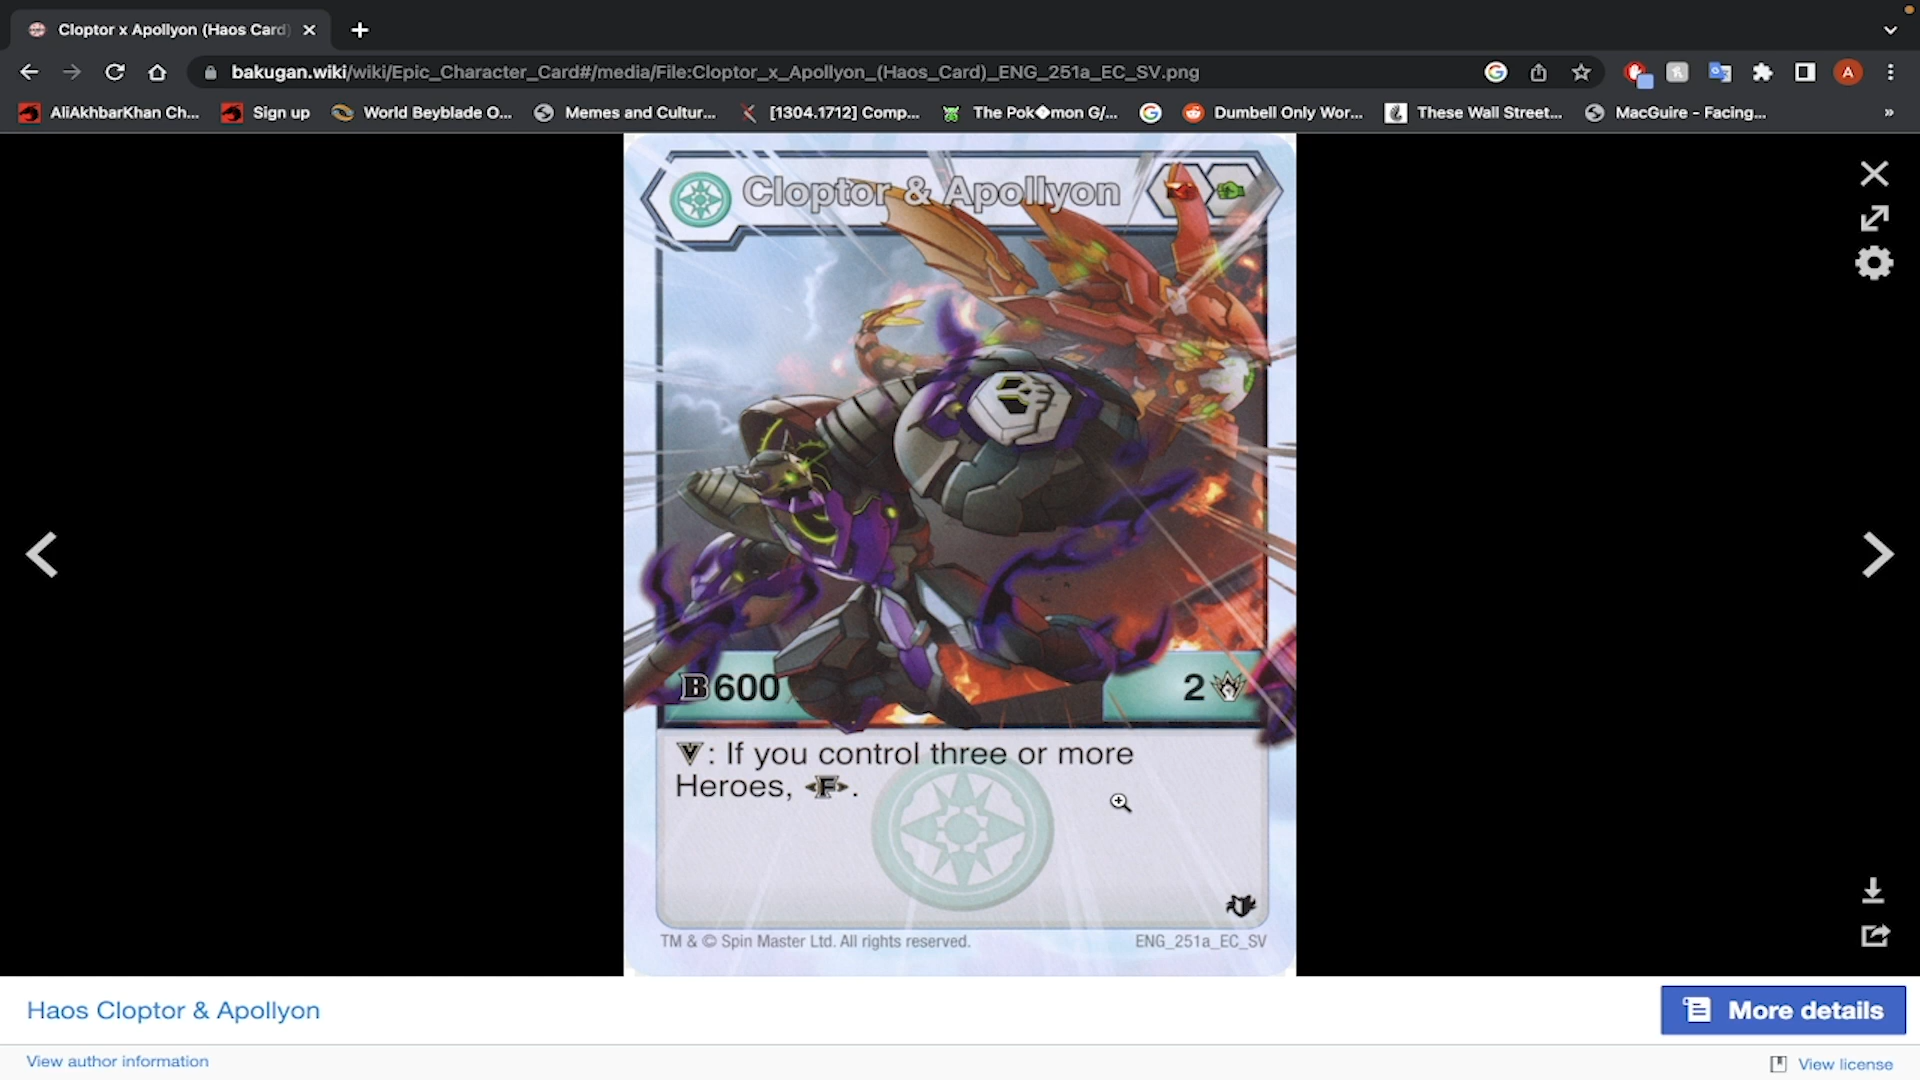 Cloptor x Apollyon (Haos Card)
bakugan.wiki/wiki/Epic_Character_Card#/media/File:Cloptor_x_Apollyon_(Haos_Card)_ENG_251a_EC_SV.png
A
AliAkhbarKhan Ch... Sign up World Beyblade O... Memes and Cultur... [1304.1712] Comp... The Pok�mon G/... Dumbell Only Wor... These Wall Street... MacGuire - Facing... »
Cloptor & Apollyon
B 600 2
V: If you control three or more
Heroes, F.
TM & © Spin Master Ltd. All rights reserved. ENG_251a_EC_SV
Haos Cloptor & Apollyon
More details
View author information
View license